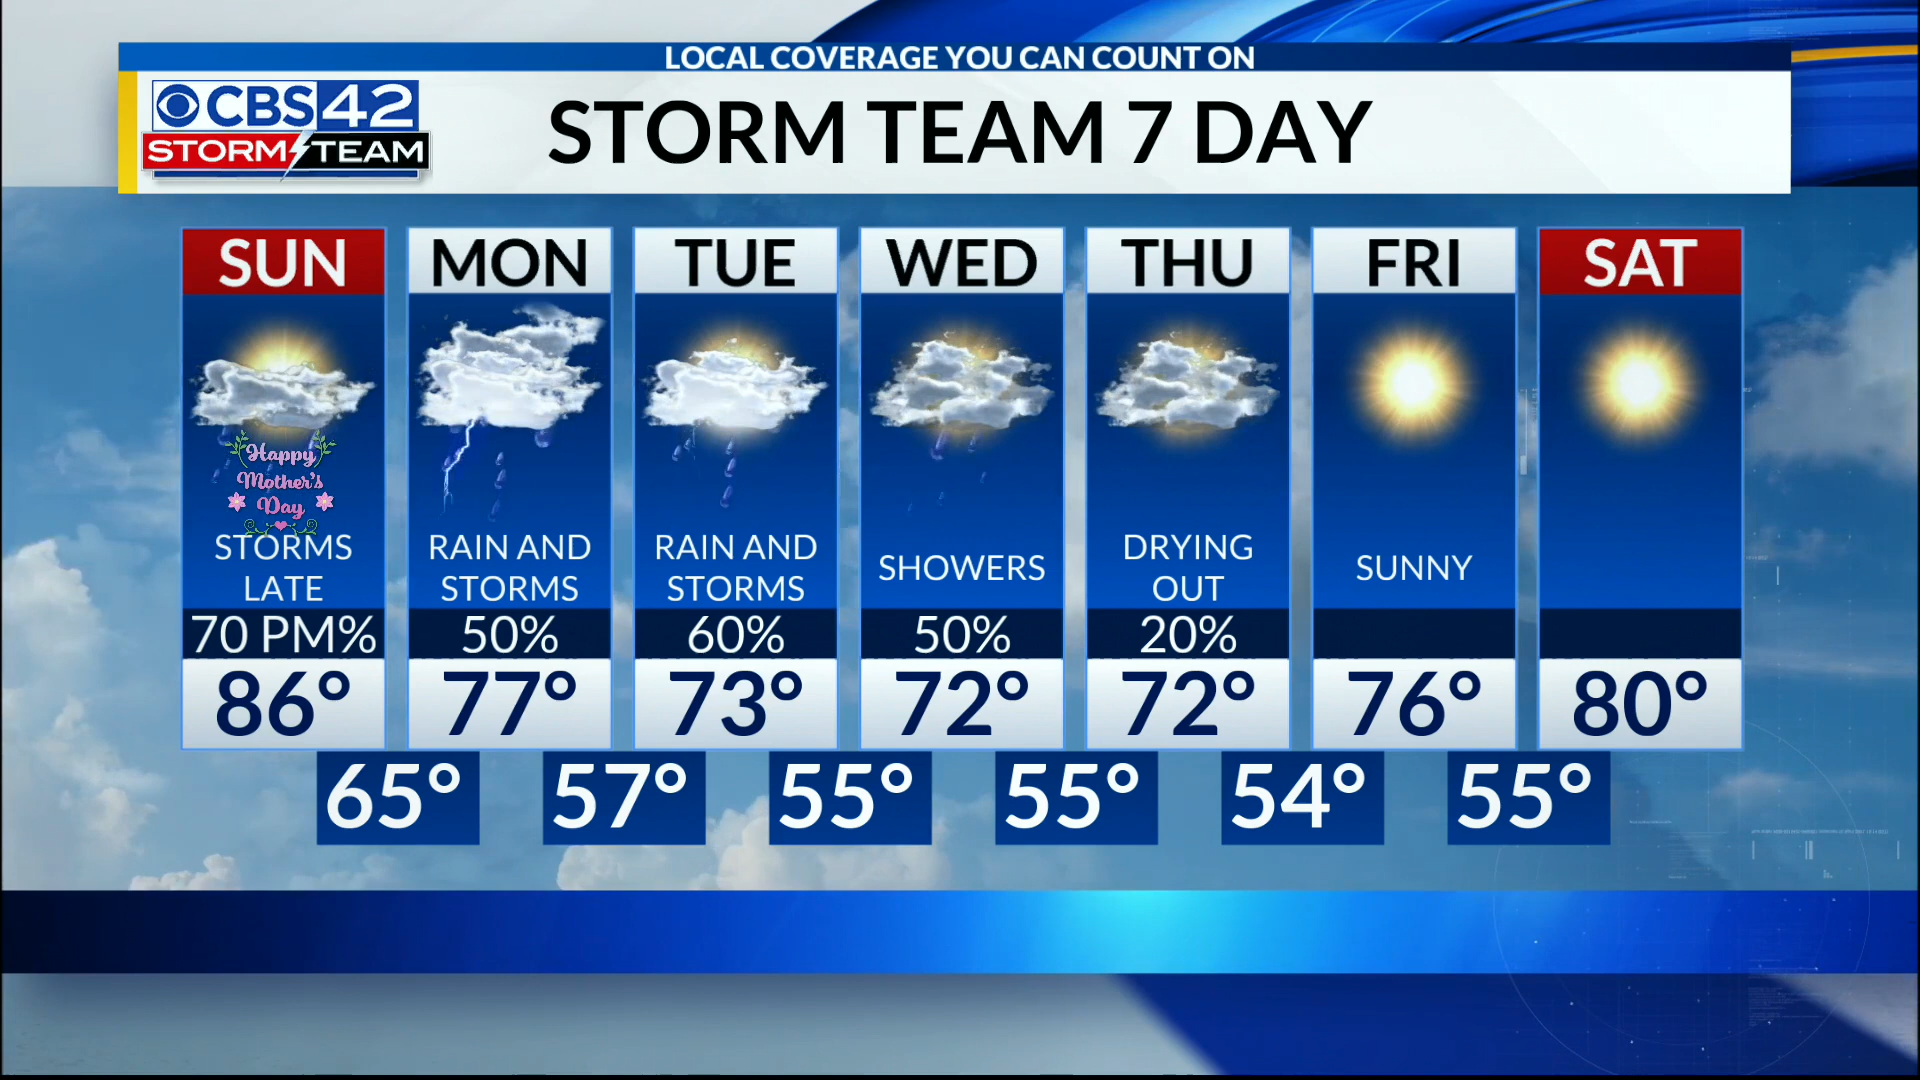 LOCAL COVERAGE YOU CAN COUNT ON
CBS 42
STORM TEAM
STORM TEAM 7 DAY
SUN
Happy
Mother's
Day
STORMS
LATE
70 PM%
86°
MON
RAIN AND
STORMS
50%
77°
TUE
RAIN AND
STORMS
60%
73°
WED
SHOWERS
50%
72°
THU
DRYING
OUT
20%
72°
FRI
SUNNY
76°
SAT
80°
65°
57°
55°
55°
54°
55°